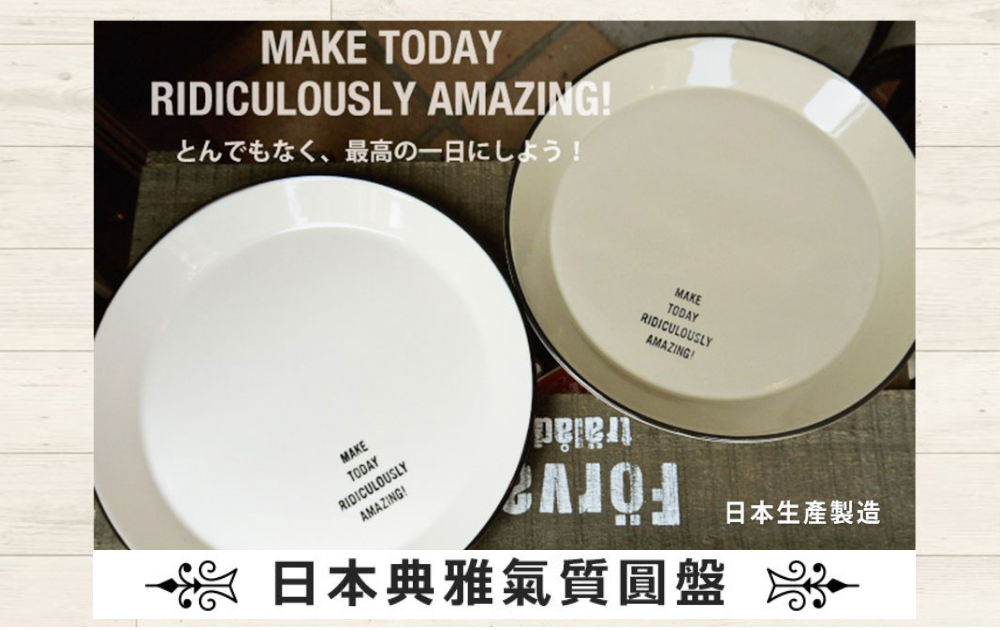 MAKE TODAY
RIDICULOUSLY AMAZING!
とんでもなく、最高の一日にしよう！
MAKE
TODAY
RIDICULOUSLY
AMAZING!
MAKE
TODAY
RIDICULOUSLY
AMAZING!
trälåd
Förva
日本生產製造
日本典雅氣質圓盤